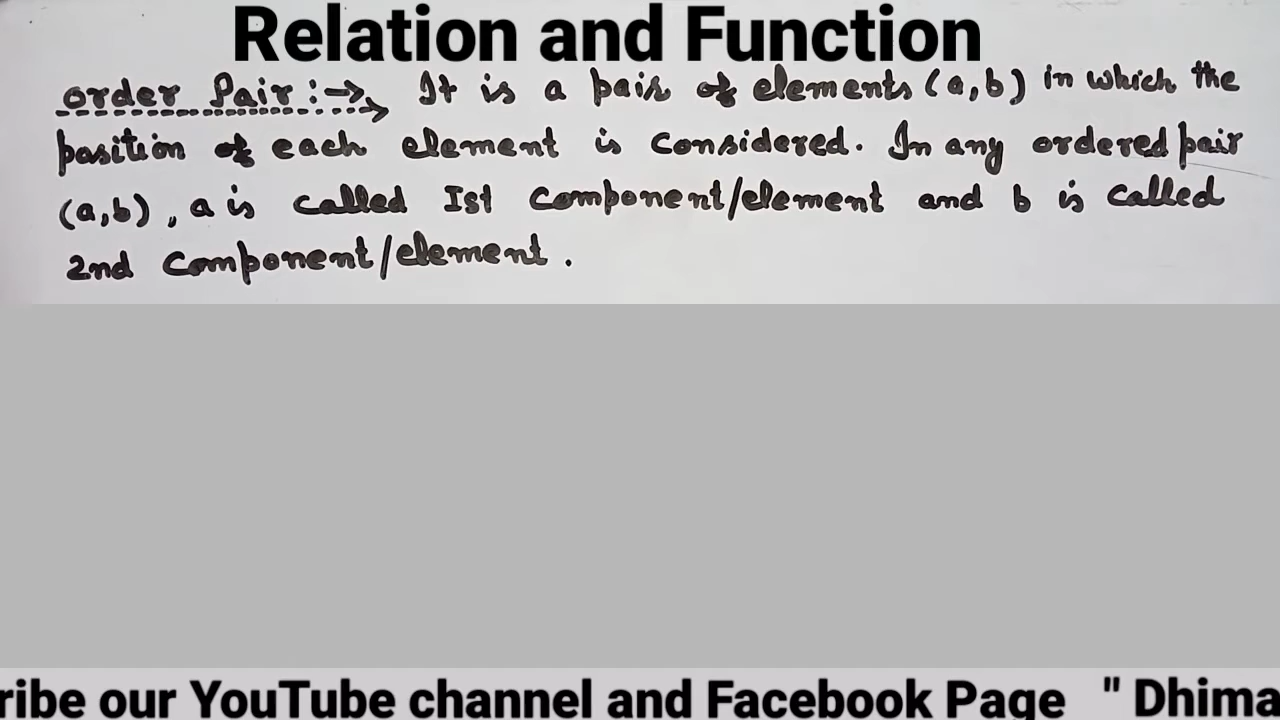 Relation and Function
order Pair :→ It is a pair of elements (a,b) in which the
position of each element is considered. In any ordered pair
(a,b), a is called Ist component/element and b is called
2nd component/element.
ribe our YouTube channel and Facebook Page " Dhima